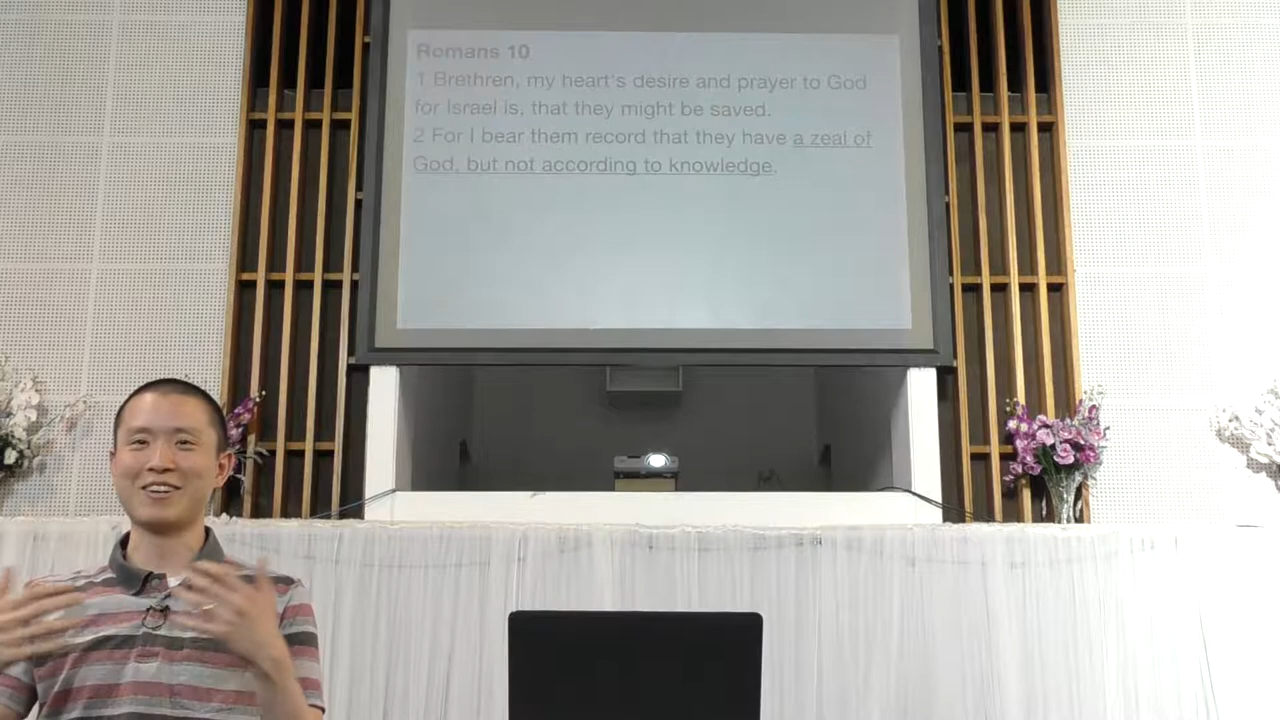 Romans 10
1 Brethren, my heart's desire and prayer to God
for Israel is, that they might be saved.
2 For I bear them record that they have a zeal of
God, but not according to knowledge.